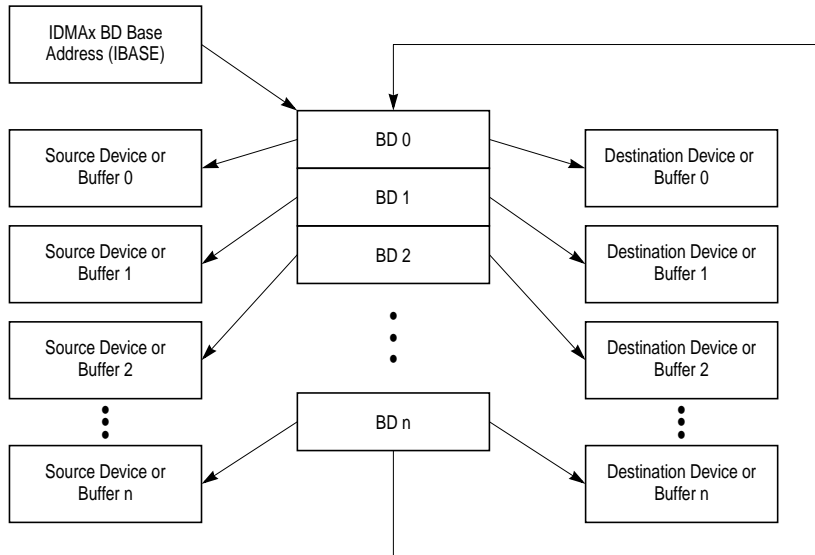 IDMAx BD Base
Address (IBASE)
BD 0
Source Device or
Buffer 0
Destination Device or
Buffer 0
BD 1
Source Device or
Buffer 1
Destination Device or
Buffer 1
BD 2
Source Device or
Buffer 2
Destination Device or
Buffer 2
BD n
Source Device or
Buffer n
Destination Device or
Buffer n